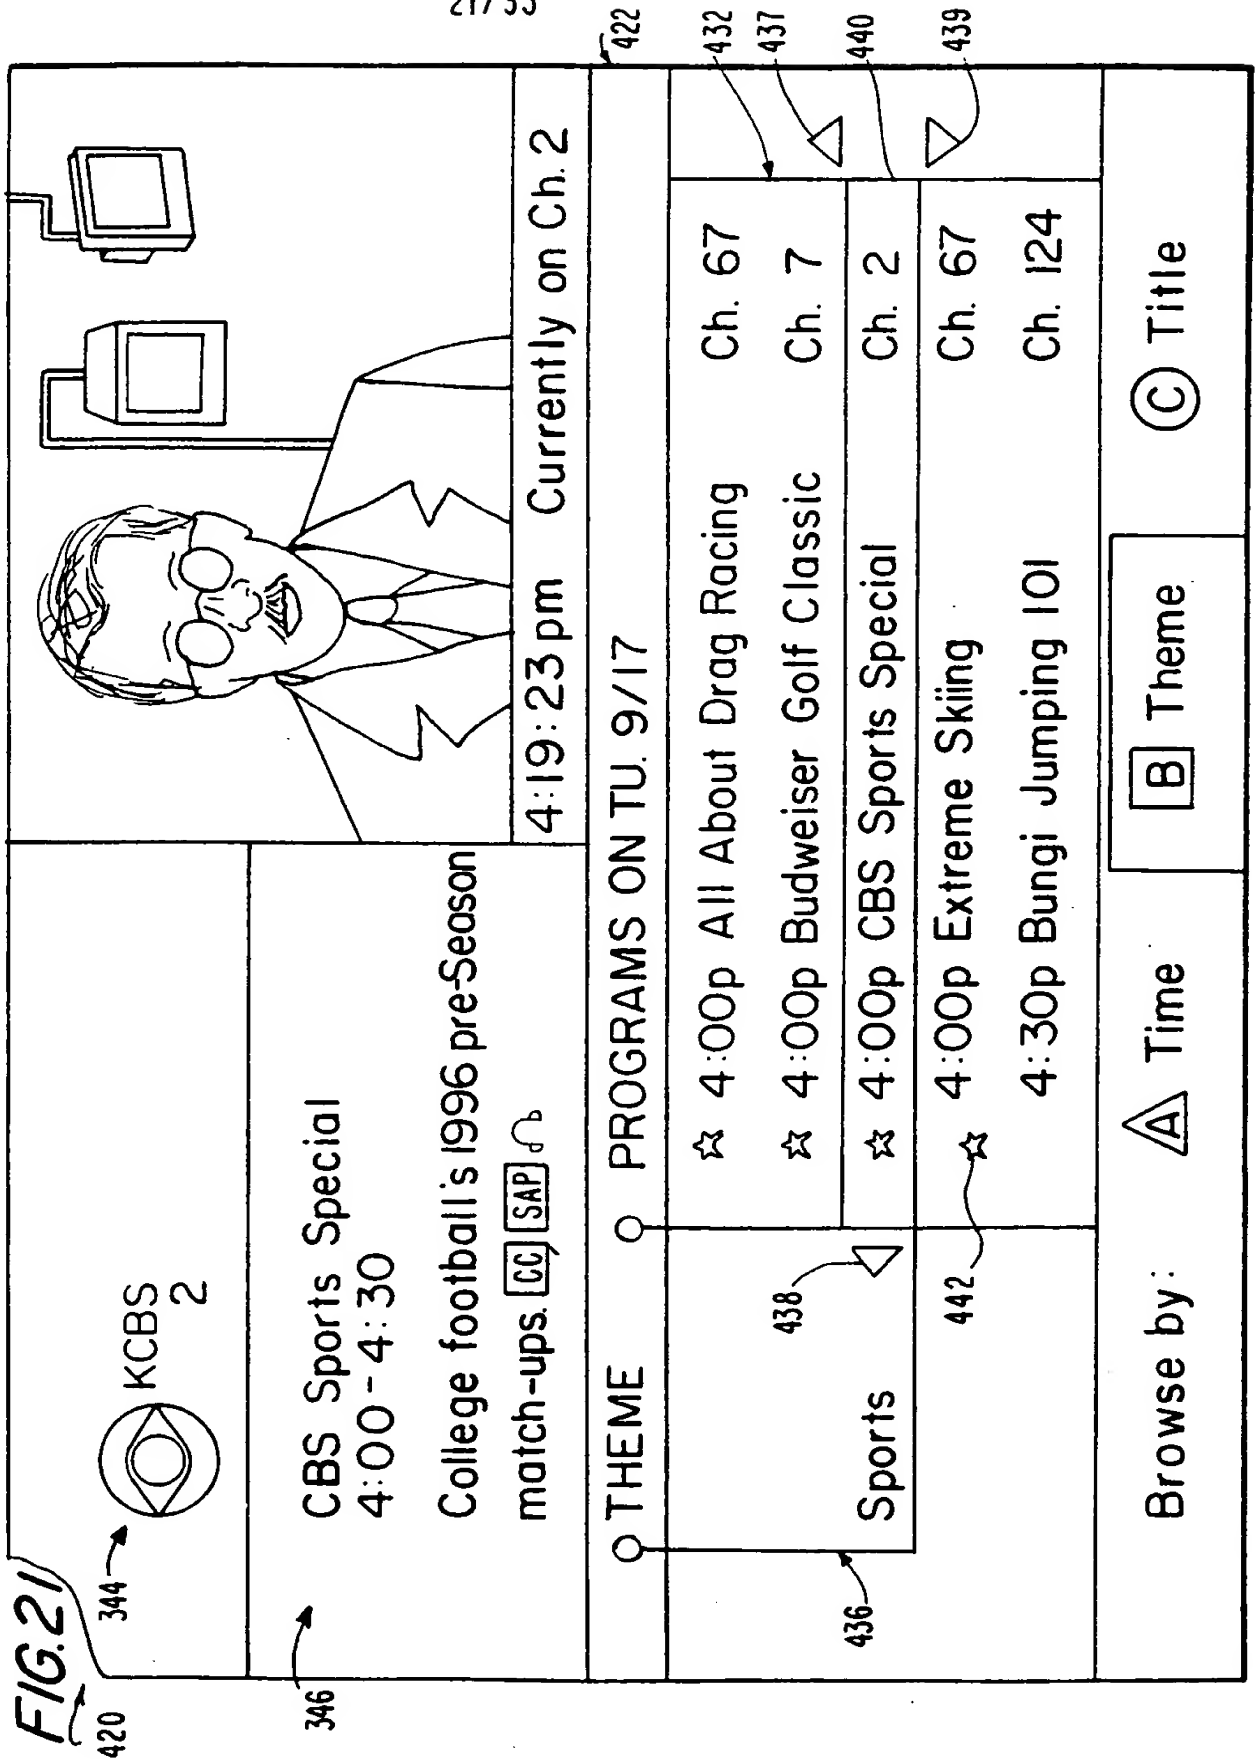 21/35
FIG.21
420
344
KCBS
2
346
CBS Sports Special
4:00-4:30
College football's 1996 pre-Season
match-ups. CC SAP
4:19:23 pm Currently on Ch. 2
422
THEME
PROGRAMS ON TU. 9/17
432
☆ 4:00p All About Drag Racing Ch. 67
437
☆ 4:00p Budweiser Golf Classic Ch. 7
438
440
436
Sports
☆ 4:00p CBS Sports Special Ch. 2
439
442
☆ 4:00p Extreme Skiing Ch. 67
4:30p Bungi Jumping 101 Ch. 124
Browse by: A Time B Theme C Title